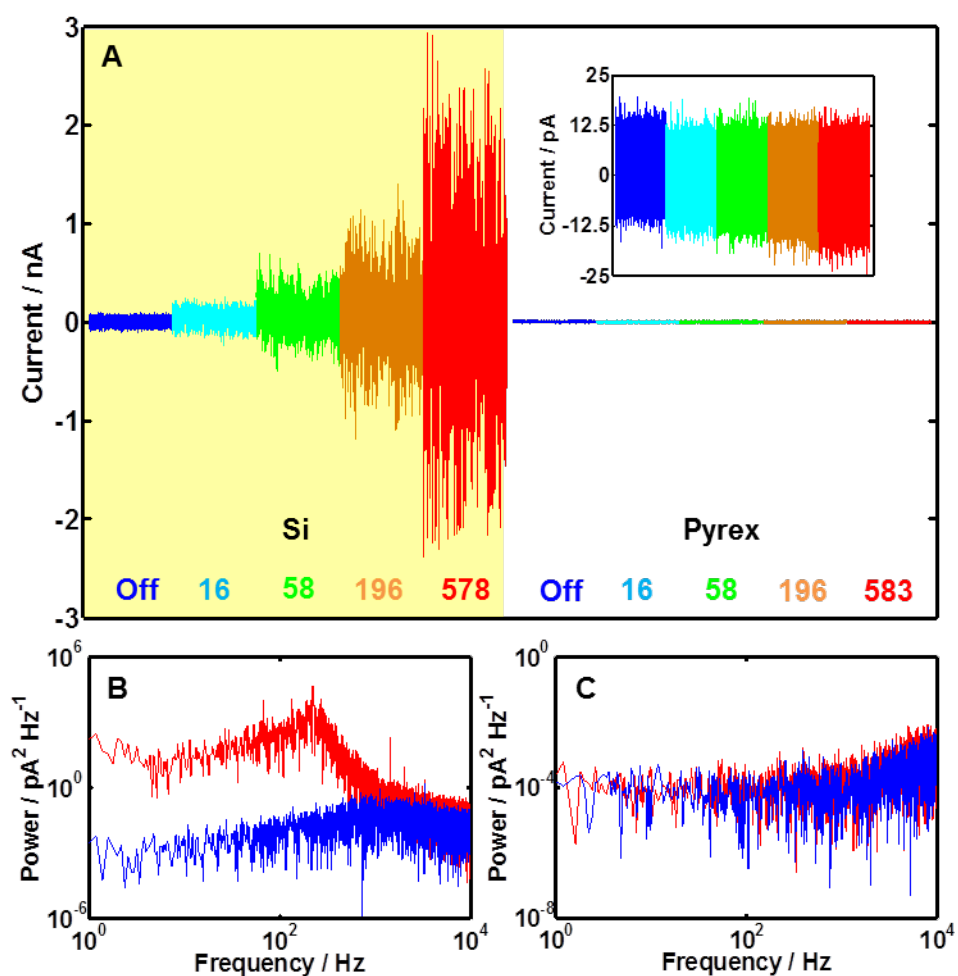 A
3
2
1
0
-1
-2
-3
Current / nA
Si
Off 16 58 196 578
Pyrex
Off 16 58 196 583
25
12.5
0
-12.5
-25
Current / pA
B
10^6
10^0
10^-6
Power / pA^2 Hz^-1
10^0 10^2 10^4
Frequency / Hz
C
10^0
10^-4
10^-8
Power / pA^2 Hz^-1
10^0 10^2 10^4
Frequency / Hz